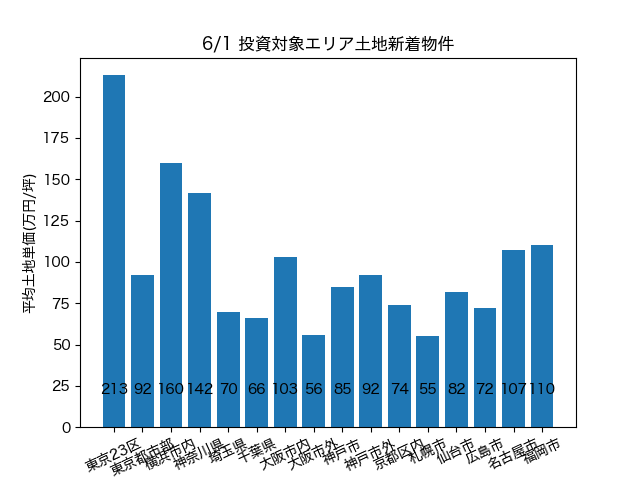 6/1 投資対象エリア土地新着物件
平均土地単価(万円/坪)
200
175
150
125
100
75
50
25
0
213 92 160 142 70 66 103 56 85 92 74 55 82 72 107 110
東京23区
東京都市部
横浜市内
神奈川県
埼玉県
千葉県
大阪市内
大阪市外
神戸市
神戸市外
京都区内
札幌市
仙台市
広島市
名古屋市
福岡市